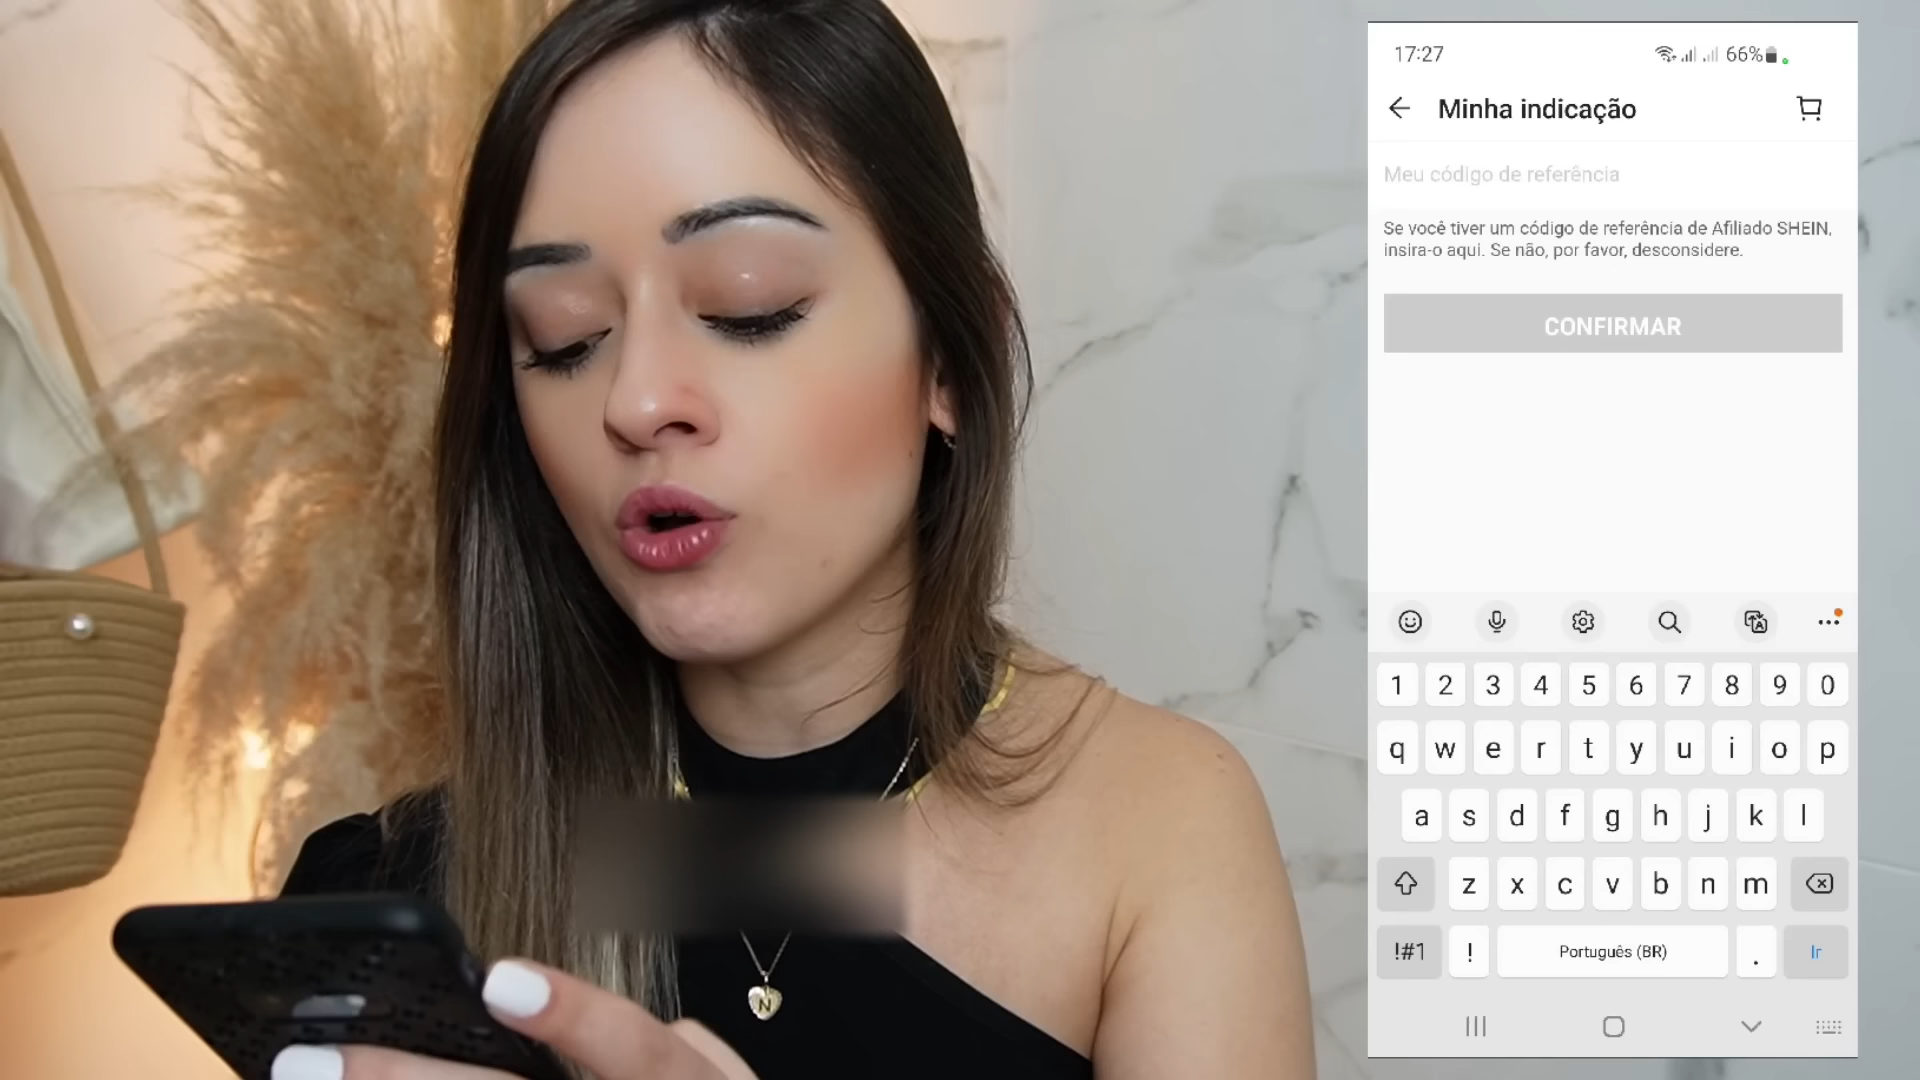 17:27
66%
Minha indicação
Meu código de referência
Se você tiver um código de referência de Afiliado SHEIN,
insira-o aqui. Se não, por favor, desconsidere.
CONFIRMAR
1 2 3 4 5 6 7 8 9 0
q w e r t y u i o p
a s d f g h j k l
z x c v b n m
!#1 ! Português (BR) . Ir
N